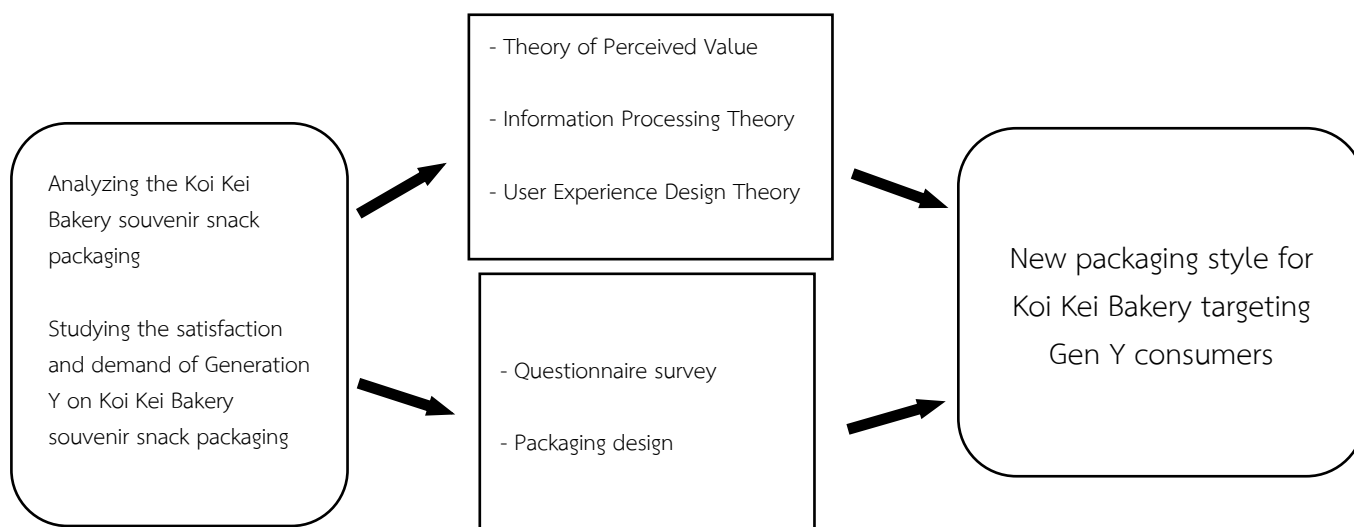 Analyzing the Koi Kei
Bakery souvenir snack
packaging
Studying the satisfaction
and demand of Generation
Y on Koi Kei Bakery
souvenir snack packaging
- Theory of Perceived Value
- Information Processing Theory
- User Experience Design Theory
- Questionnaire survey
- Packaging design
New packaging style for
Koi Kei Bakery targeting
Gen Y consumers